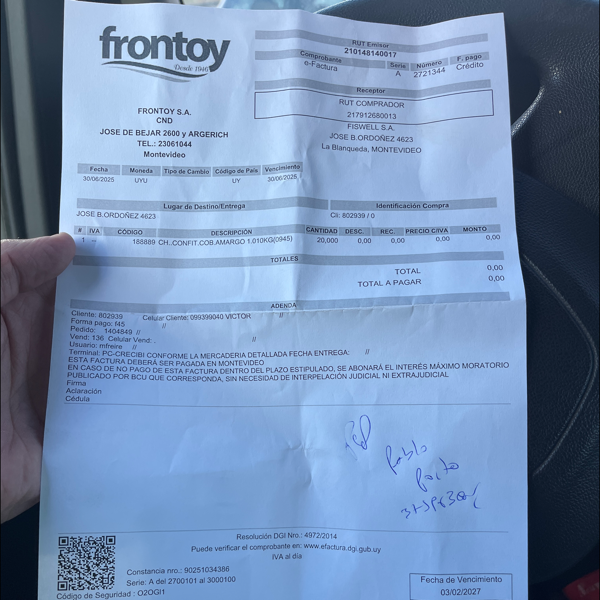 frontoy
Desde 1946
RUT Emisor
210148140017
Comprobante Serie Número F. pago
e-Factura A 2721344 Crédito
Receptor
RUT COMPRADOR
217912680013
FISWELL S.A.
JOSE B.ORDOÑEZ 4623
La Blanqueda, MONTEVIDEO
FRONTOY S.A.
CND
JOSE DE BEJAR 2600 y ARGERICH
TEL.: 23061044
Montevideo
Fecha Moneda Tipo de Cambio Código de País Vencimiento
30/06/2025 UYU UY 30/06/2025
Lugar de Destino/Entrega Identificación Compra
JOSE B.ORDOÑEZ 4623 Cli: 802939 / 0
# IVA CÓDIGO DESCRIPCIÓN CANTIDAD DESC. REC. PRECIO C/IVA MONTO
1 188889 CH..CONFIT.COB.AMARGO 1.010KG(0945) 20,000 0,00 0,00 0,00 0,00
TOTALES
TOTAL 0,00
TOTAL A PAGAR 0,00
ADENDA
Cliente: 802939 Celular Cliente: 099399040 VICTOR //
Forma pago: f45 //
Pedido: 1404849 //
Vend: 136 Celular Vend: //
Usuario: mfreire //
Terminal: PC-CRECIBI CONFORME LA MERCADERIA DETALLADA FECHA ENTREGA: //
ESTA FACTURA DEBERÁ SER PAGADA EN MONTEVIDEO
EN CASO DE NO PAGO DE ESTA FACTURA DENTRO DEL PLAZO ESTIPULADO, SE ABONARÁ EL INTERÉS MÁXIMO MORATORIO
PUBLICADO POR BCU QUE CORRESPONDA, SIN NECESIDAD DE INTERPELACIÓN JUDICIAL NI EXTRAJUDICIAL
Firma
Aclaración
Cédula
Pablo
Resolución DGI Nro.: 4972/2014
Puede verificar el comprobante en: www.efactura.dgi.gub.uy
IVA al día
Constancia nro.: 90251034386
Serie: A del 2700101 al 3000100
Código de Seguridad : O2OGI1
Fecha de Vencimiento
03/02/2027